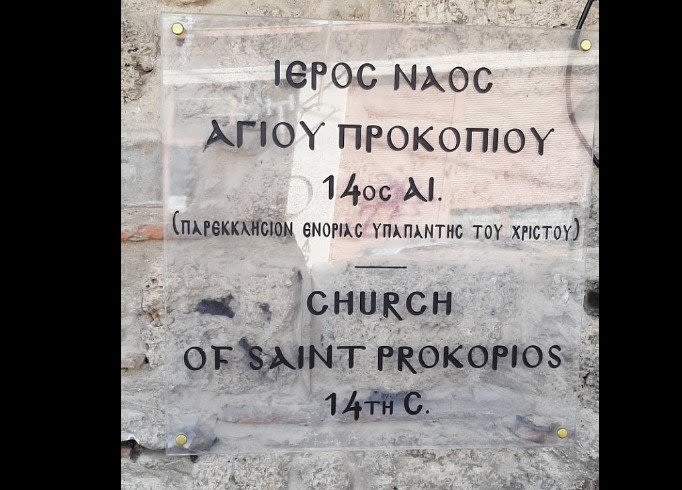 ΙΕΡΟΣ ΝΑΟΣ
ΑΓΙΟΥ ΠΡΟΚΟΠΙΟΥ
14ΟΣ ΑΙ.
(ΠΑΡΕΚΚΛΗΣΙΟΝ ΕΝΟΡΙΑΣ ΥΠΑΠΑΝΤΗΣ ΤΟΥ ΧΡΙΣΤΟΥ)
CHURCH
OF SAINT PROKOPIOS
14TH C.